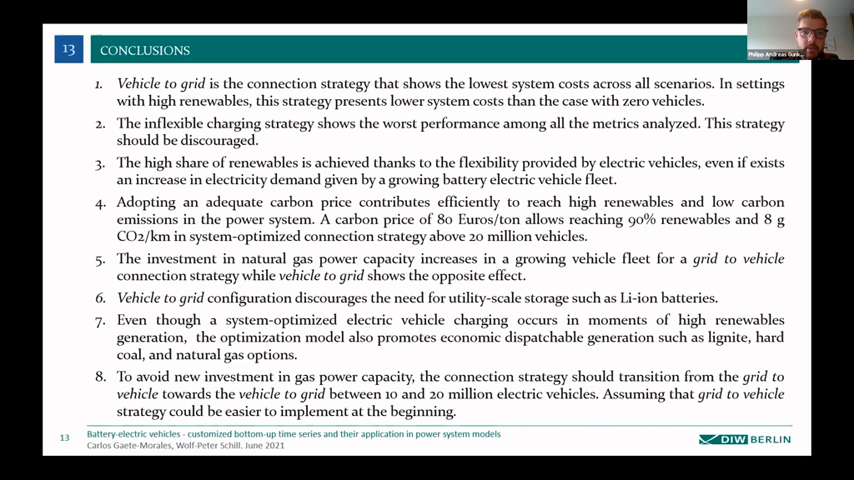 13
CONCLUSIONS
Philipp Andreas Gunk...
1. Vehicle to grid is the connection strategy that shows the lowest system costs across all scenarios. In settings
with high renewables, this strategy presents lower system costs than the case with zero vehicles.
2. The inflexible charging strategy shows the worst performance among all the metrics analyzed. This strategy
should be discouraged.
3. The high share of renewables is achieved thanks to the flexibility provided by electric vehicles, even if exists
an increase in electricity demand given by a growing battery electric vehicle fleet.
4. Adopting an adequate carbon price contributes efficiently to reach high renewables and low carbon
emissions in the power system. A carbon price of 80 Euros/ton allows reaching 90% renewables and 8 g
CO2/km in system-optimized connection strategy above 20 million vehicles.
5. The investment in natural gas power capacity increases in a growing vehicle fleet for a grid to vehicle
connection strategy while vehicle to grid shows the opposite effect.
6. Vehicle to grid configuration discourages the need for utility-scale storage such as Li-ion batteries.
7. Even though a system-optimized electric vehicle charging occurs in moments of high renewables
generation, the optimization model also promotes economic dispatchable generation such as lignite, hard
coal, and natural gas options.
8. To avoid new investment in gas power capacity, the connection strategy should transition from the grid to
vehicle towards the vehicle to grid between 10 and 20 million electric vehicles. Assuming that grid to vehicle
strategy could be easier to implement at the beginning.
13
Battery-electric vehicles - customized bottom-up time series and their application in power system models
Carlos Gaete-Morales, Wolf-Peter Schill. June 2021
DIW BERLIN